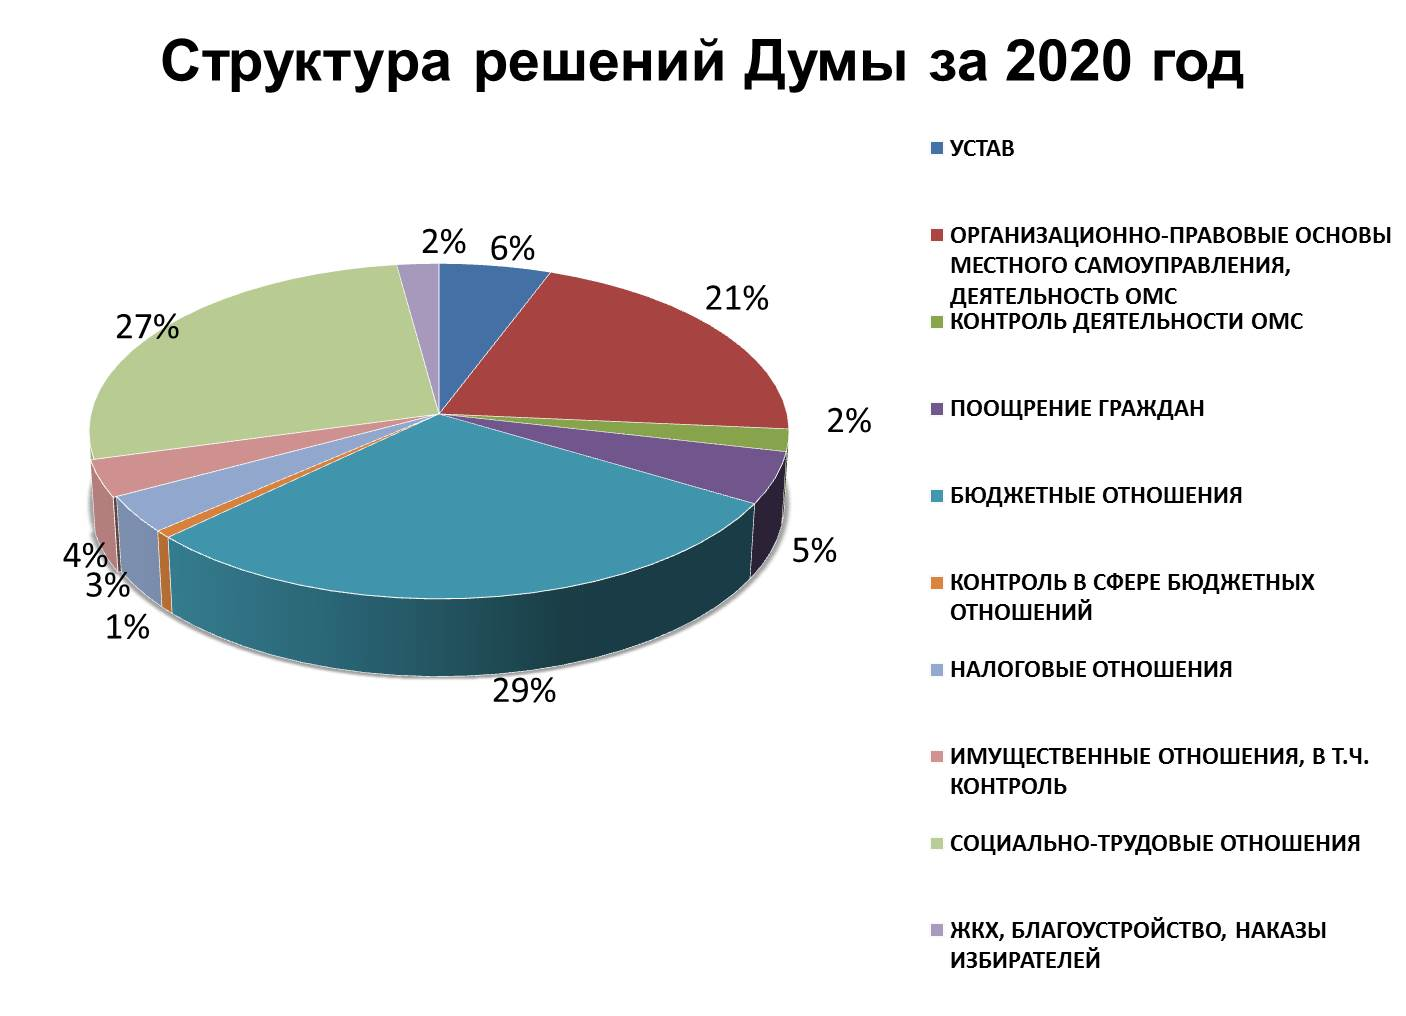 Структура решений Думы за 2020 год
2%
6%
21%
27%
2%
5%
4%
3%
1%
29%
УСТАВ
ОРГАНИЗАЦИОННО-ПРАВОВЫЕ ОСНОВЫ
МЕСТНОГО САМОУПРАВЛЕНИЯ,
ДЕЯТЕЛЬНОСТЬ ОМС
КОНТРОЛЬ ДЕЯТЕЛЬНОСТИ ОМС
ПООЩРЕНИЕ ГРАЖДАН
БЮДЖЕТНЫЕ ОТНОШЕНИЯ
КОНТРОЛЬ В СФЕРЕ БЮДЖЕТНЫХ
ОТНОШЕНИЙ
НАЛОГОВЫЕ ОТНОШЕНИЯ
ИМУЩЕСТВЕННЫЕ ОТНОШЕНИЯ, В Т.Ч.
КОНТРОЛЬ
СОЦИАЛЬНО-ТРУДОВЫЕ ОТНОШЕНИЯ
ЖКХ, БЛАГОУСТРОЙСТВО, НАКАЗЫ
ИЗБИРАТЕЛЕЙ